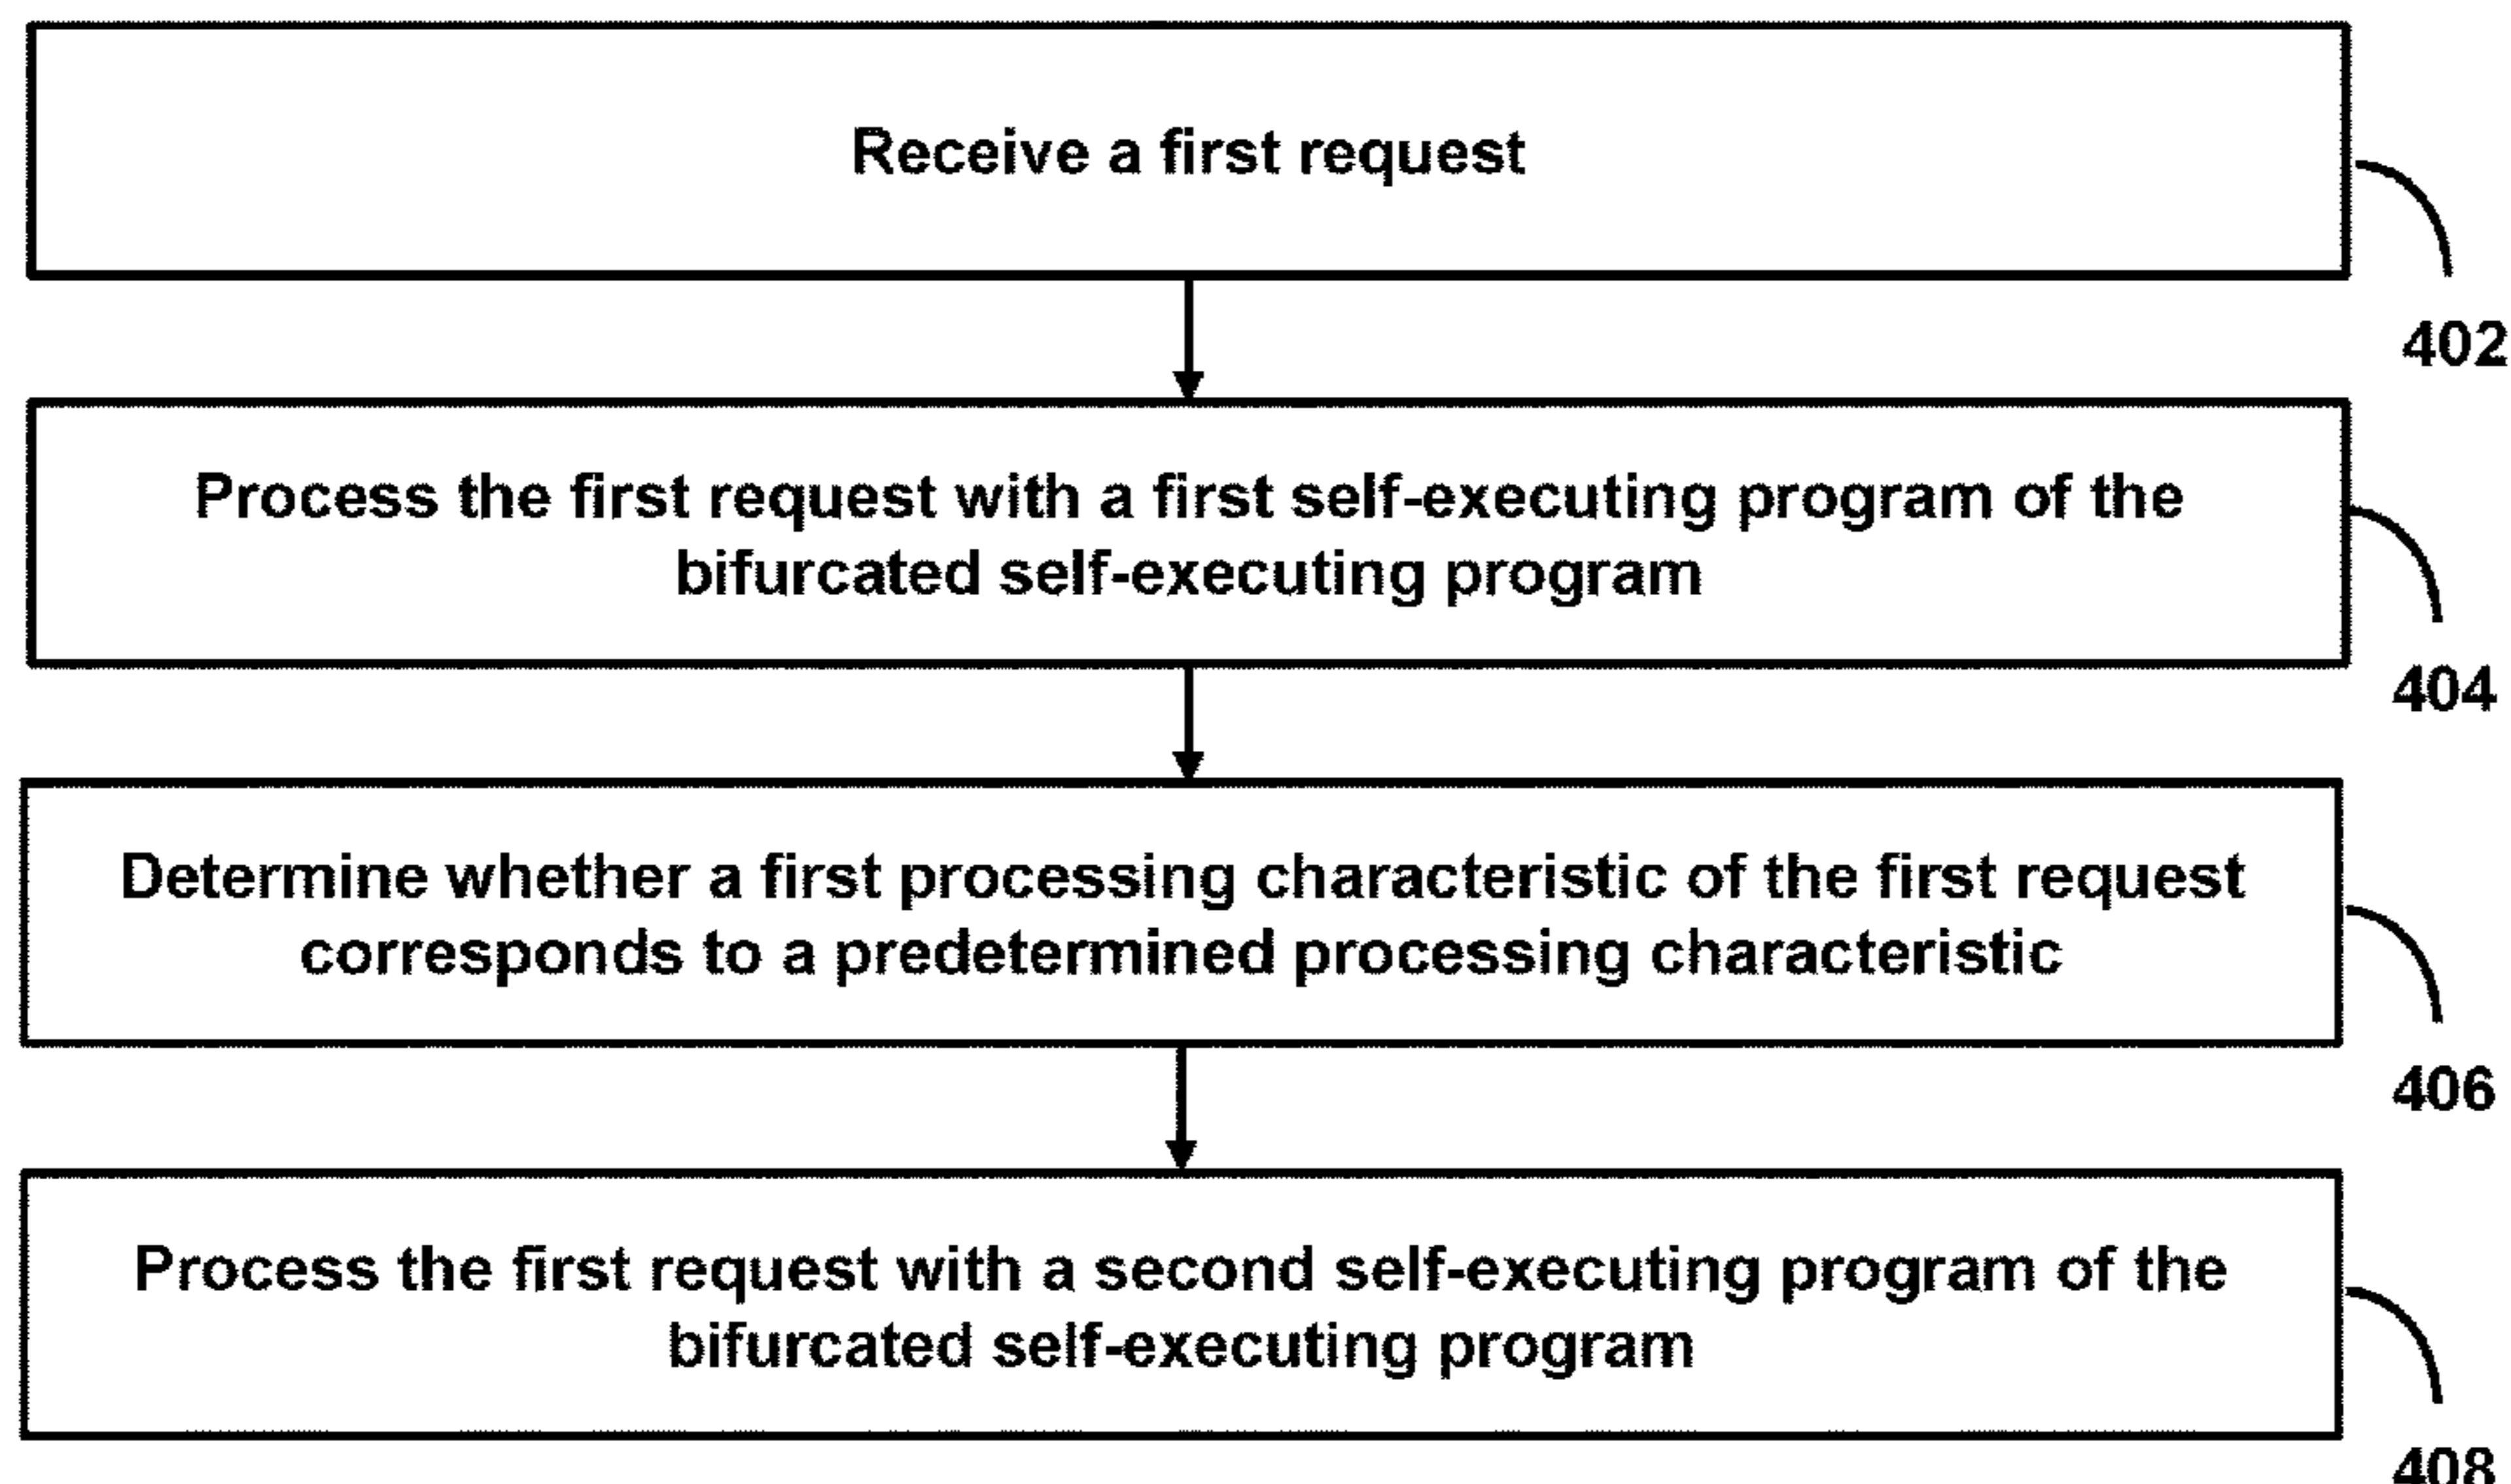 Receive a first request
402
Process the first request with a first self-executing program of the
bifurcated self-executing program
404
Determine whether a first processing characteristic of the first request
corresponds to a predetermined processing characteristic
406
Process the first request with a second self-executing program of the
bifurcated self-executing program
408